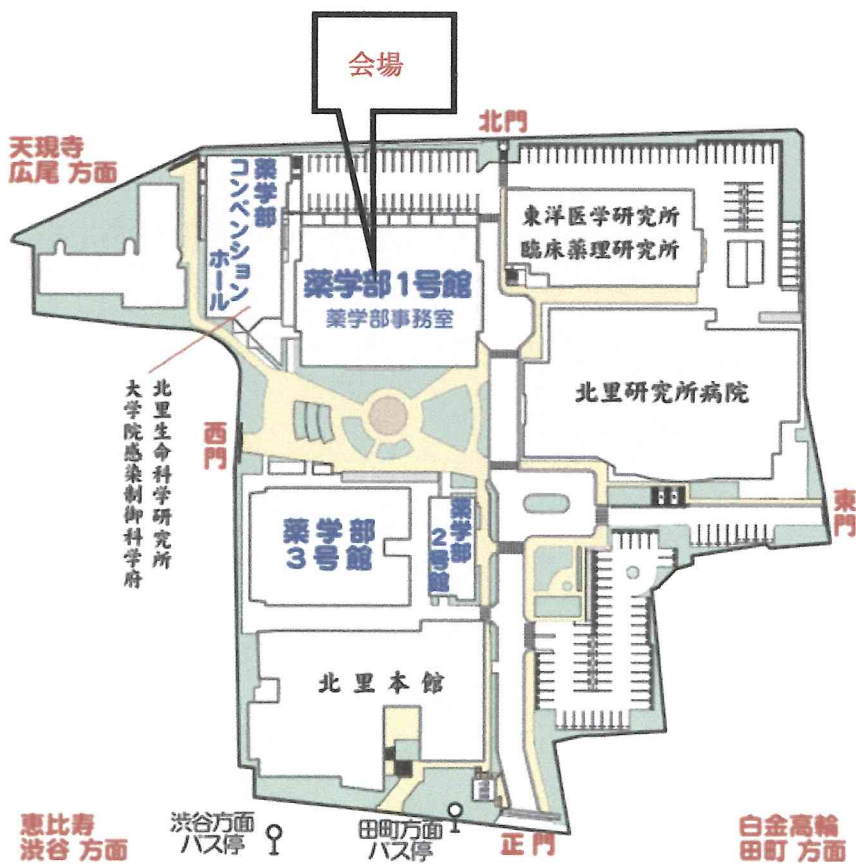 会場
北門
天現寺
広尾 方面
薬学部
コンベンション
ホール
東洋医学研究所
臨床薬理研究所
薬学部1号館
薬学部事務室
北里研究所病院
北里生命科学研究所
大学院感染制御科学府
西門
東門
薬学部
3号館
薬学部
2号館
北里本館
恵比寿
渋谷 方面
渋谷方面
バス停
田町方面
バス停
正門
白金高輪
田町 方面